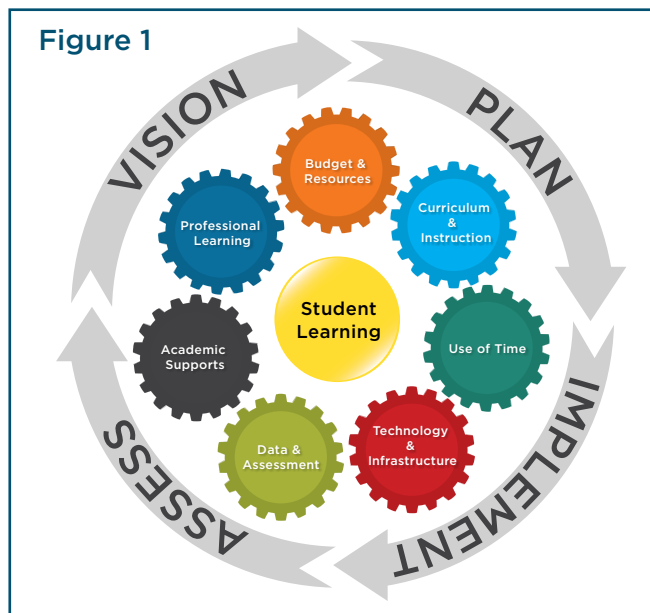 Figure 1
VISION
PLAN
IMPLEMENT
ASSESS
Budget &
Resources
Curriculum
&
Instruction
Use of Time
Technology
&
Infrastructure
Data &
Assessment
Academic
Supports
Professional
Learning
Student
Learning